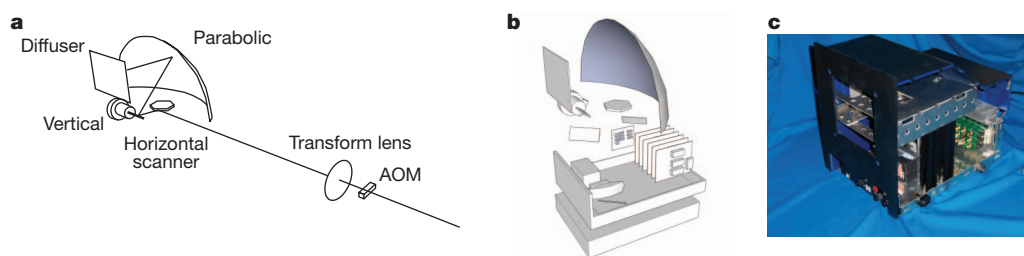 a
Diffuser
Parabolic
Vertical
Horizontal
scanner
Transform lens
AOM
b
c